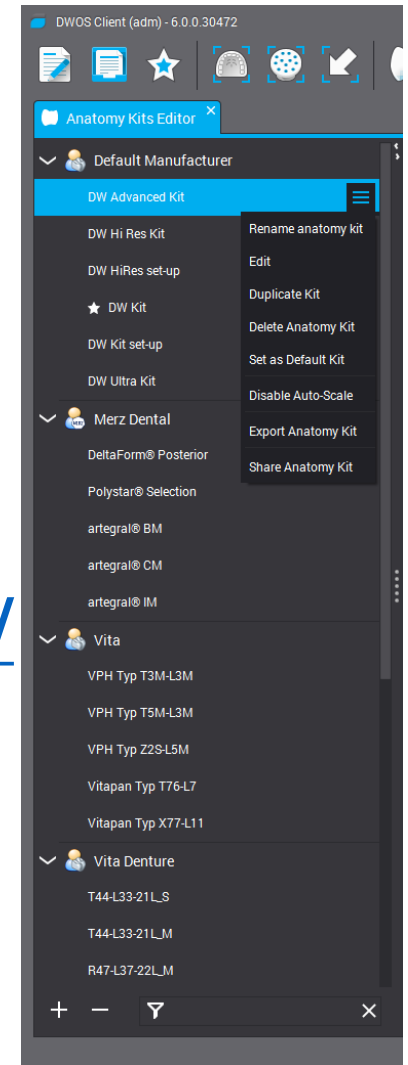 DWOS Client (adm) - 6.0.0.30472
Anatomy Kits Editor
Default Manufacturer
DW Advanced Kit
DW Hi Res Kit
DW HiRes set-up
DW Kit
DW Kit set-up
DW Ultra Kit
Rename anatomy kit
Edit
Duplicate Kit
Delete Anatomy Kit
Set as Default Kit
Disable Auto-Scale
Export Anatomy Kit
Share Anatomy Kit
Merz Dental
DeltaForm® Posterior
Polystar® Selection
artegral® BM
artegral® CM
artegral® IM
Vita
VPH Typ T3M-L3M
VPH Typ T5M-L3M
VPH Typ Z2S-L5M
Vitapan Typ T76-L7
Vitapan Typ X77-L11
Vita Denture
T44-L33-21L_S
T44-L33-21L_M
R47-L37-22L_M